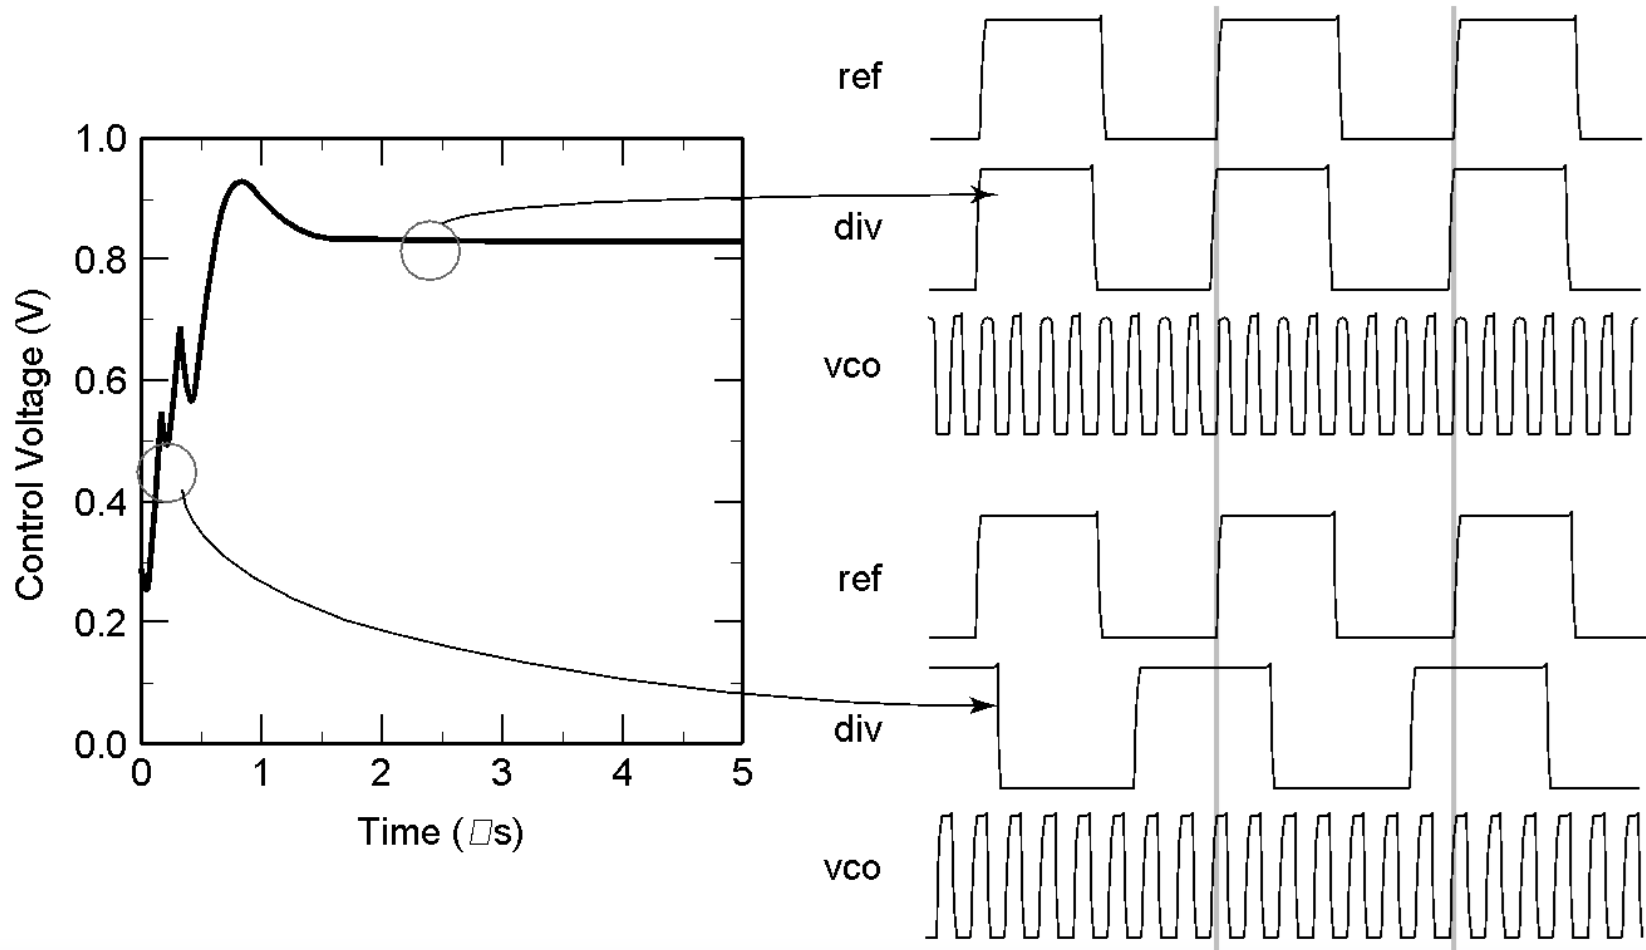 Control Voltage (V)
1.0
0.8
0.6
0.4
0.2
0.0
0 1 2 3 4 5
Time (□s)
ref
div
vco
ref
div
vco